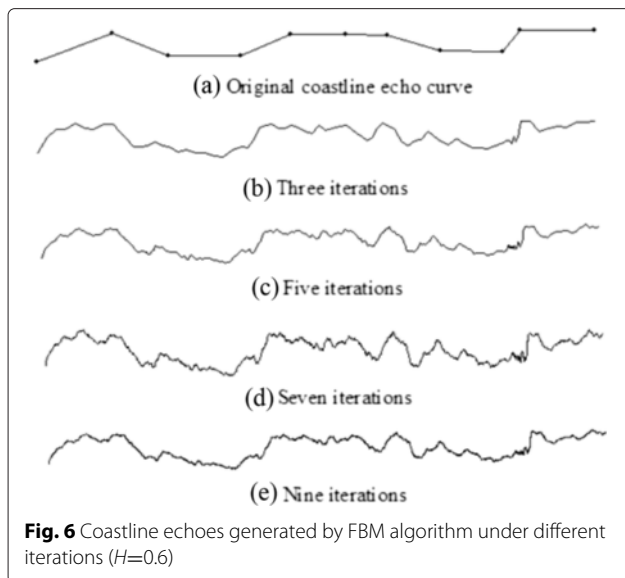 (a) Original coastline echo curve
(b) Three iterations
(c) Five iterations
(d) Seven iterations
(e) Nine iterations
Fig. 6 Coastline echoes generated by FBM algorithm under different
iterations (H=0.6)